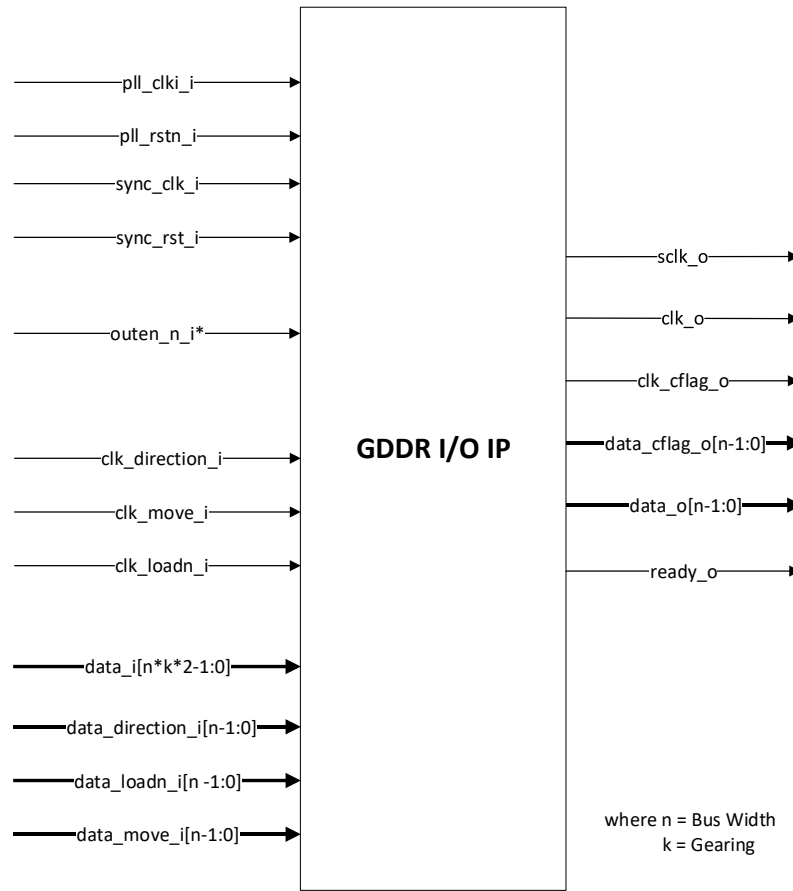 pll_clki_i
pll_rstn_i
sync_clk_i
sync_rst_i
outen_n_i*
clk_direction_i
clk_move_i
clk_loadn_i
data_i[n*k*2-1:0]
data_direction_i[n-1:0]
data_loadn_i[n -1:0]
data_move_i[n-1:0]
GDDR I/O IP
sclk_o
clk_o
clk_cflag_o
data_cflag_o[n-1:0]
data_o[n-1:0]
ready_o
where n = Bus Width
k = Gearing